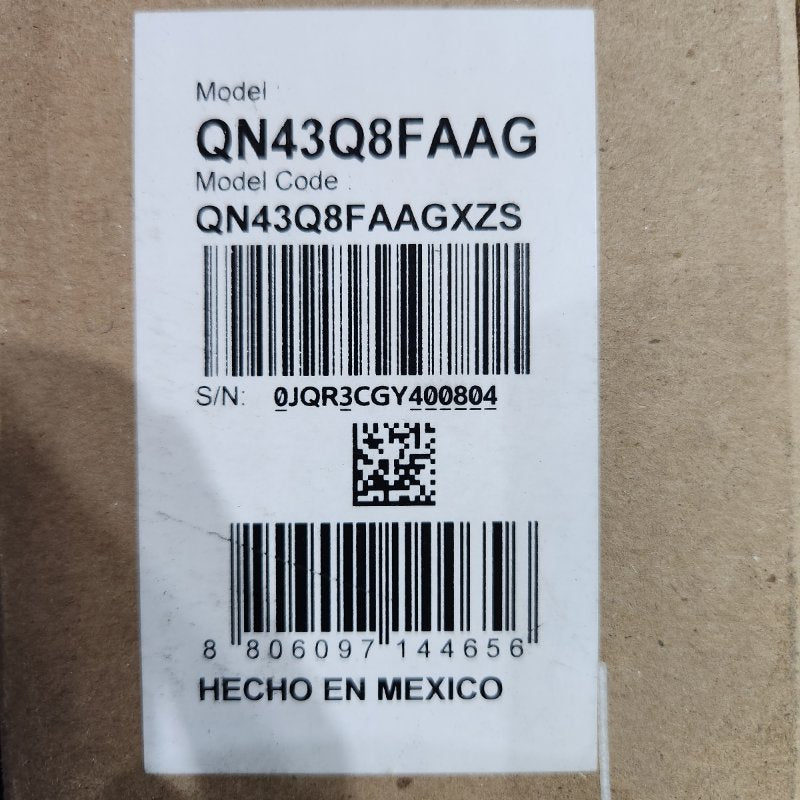 Model
QN43Q8FAAG
Model Code
QN43Q8FAAGXZS
S/N: 0JQR3CGY400804
8 806097 144656
HECHO EN MEXICO